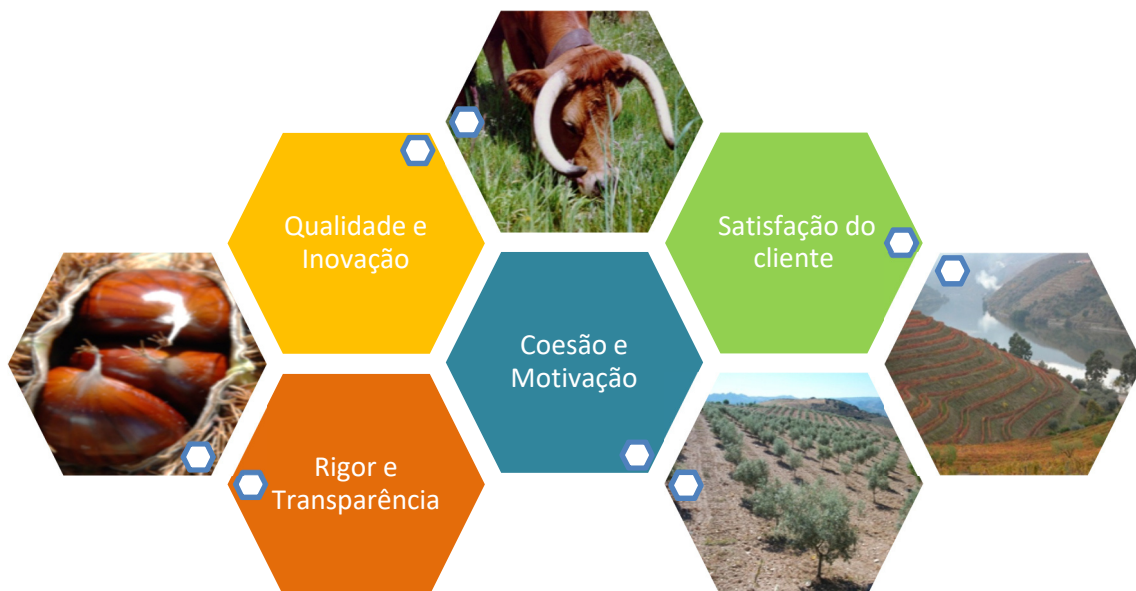 Qualidade e
Inovação
Satisfação do
cliente
Coesão e
Motivação
Rigor e
Transparência